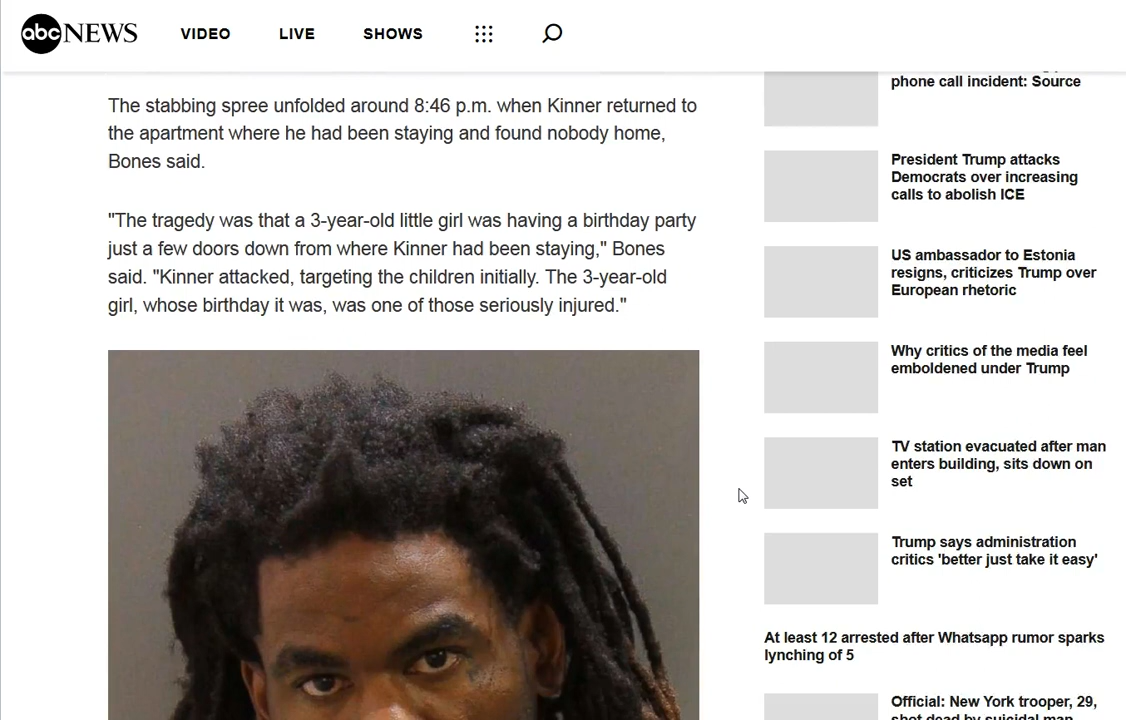 abc NEWS VIDEO LIVE SHOWS
The stabbing spree unfolded around 8:46 p.m. when Kinner returned to
the apartment where he had been staying and found nobody home,
Bones said.
"The tragedy was that a 3-year-old little girl was having a birthday party
just a few doors down from where Kinner had been staying," Bones
said. "Kinner attacked, targeting the children initially. The 3-year-old
girl, whose birthday it was, was one of those seriously injured."
phone call incident: Source
President Trump attacks
Democrats over increasing
calls to abolish ICE
US ambassador to Estonia
resigns, criticizes Trump over
European rhetoric
Why critics of the media feel
emboldened under Trump
TV station evacuated after man
enters building, sits down on
set
Trump says administration
critics 'better just take it easy'
At least 12 arrested after Whatsapp rumor sparks
lynching of 5
Official: New York trooper, 29,
shot dead by suicidal man